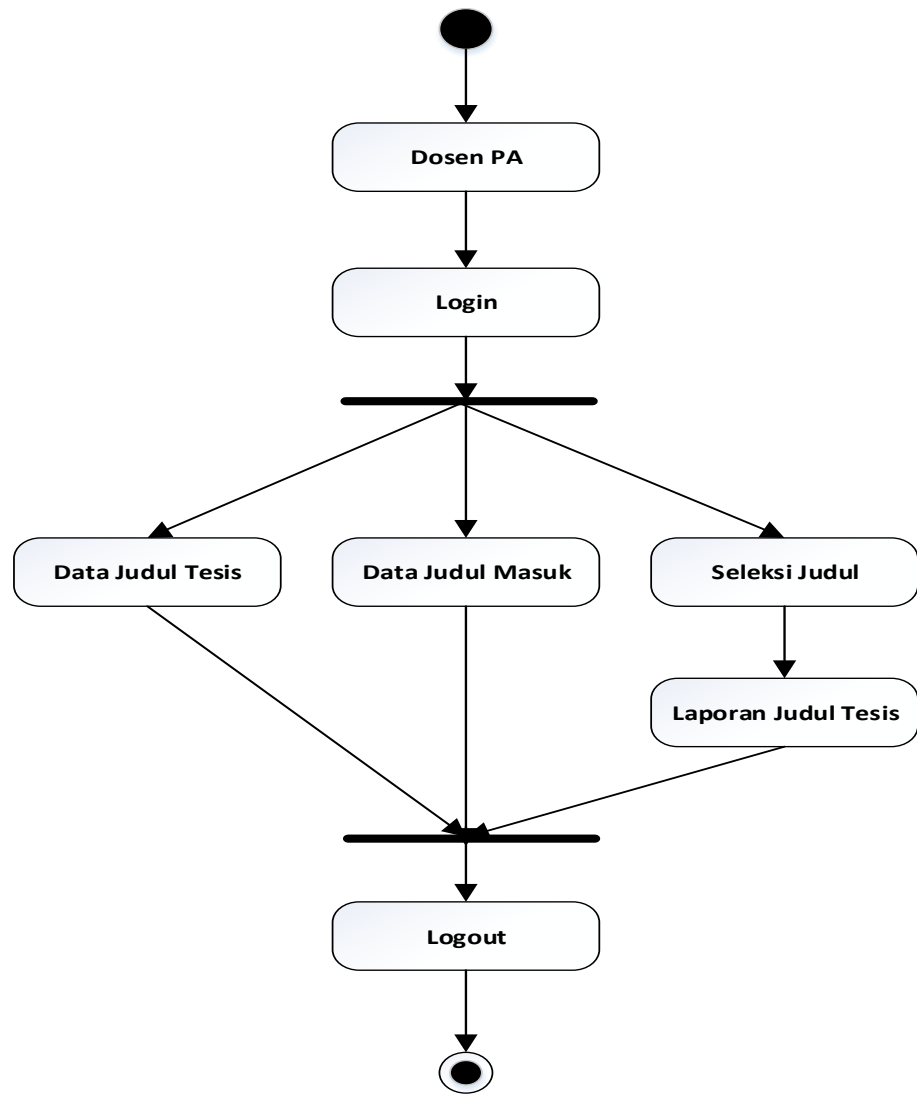 Dosen PA
Login
Data Judul Tesis
Data Judul Masuk
Seleksi Judul
Laporan Judul Tesis
Logout